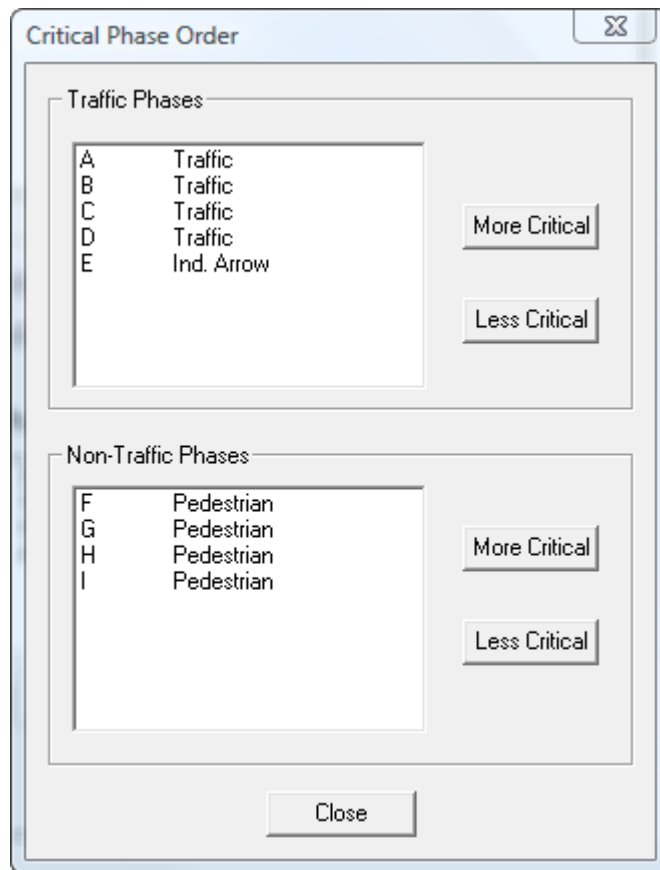 Critical Phase Order
Traffic Phases
A Traffic
B Traffic
C Traffic
D Traffic
E Ind. Arrow
More Critical
Less Critical
Non-Traffic Phases
F Pedestrian
G Pedestrian
H Pedestrian
I Pedestrian
More Critical
Less Critical
Close